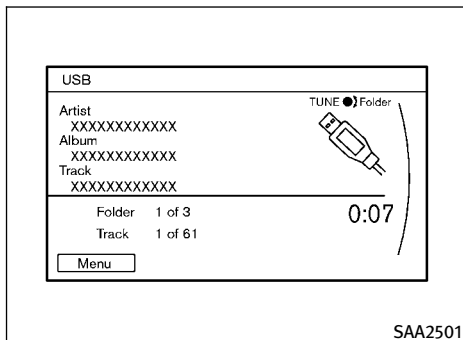 USB
TUNE Folder
Artist
XXXXXXXXXXXX
Album
XXXXXXXXXXXX
Track
XXXXXXXXXXXX
Folder 1 of 3
0:07
Track 1 of 61
Menu
SAA2501